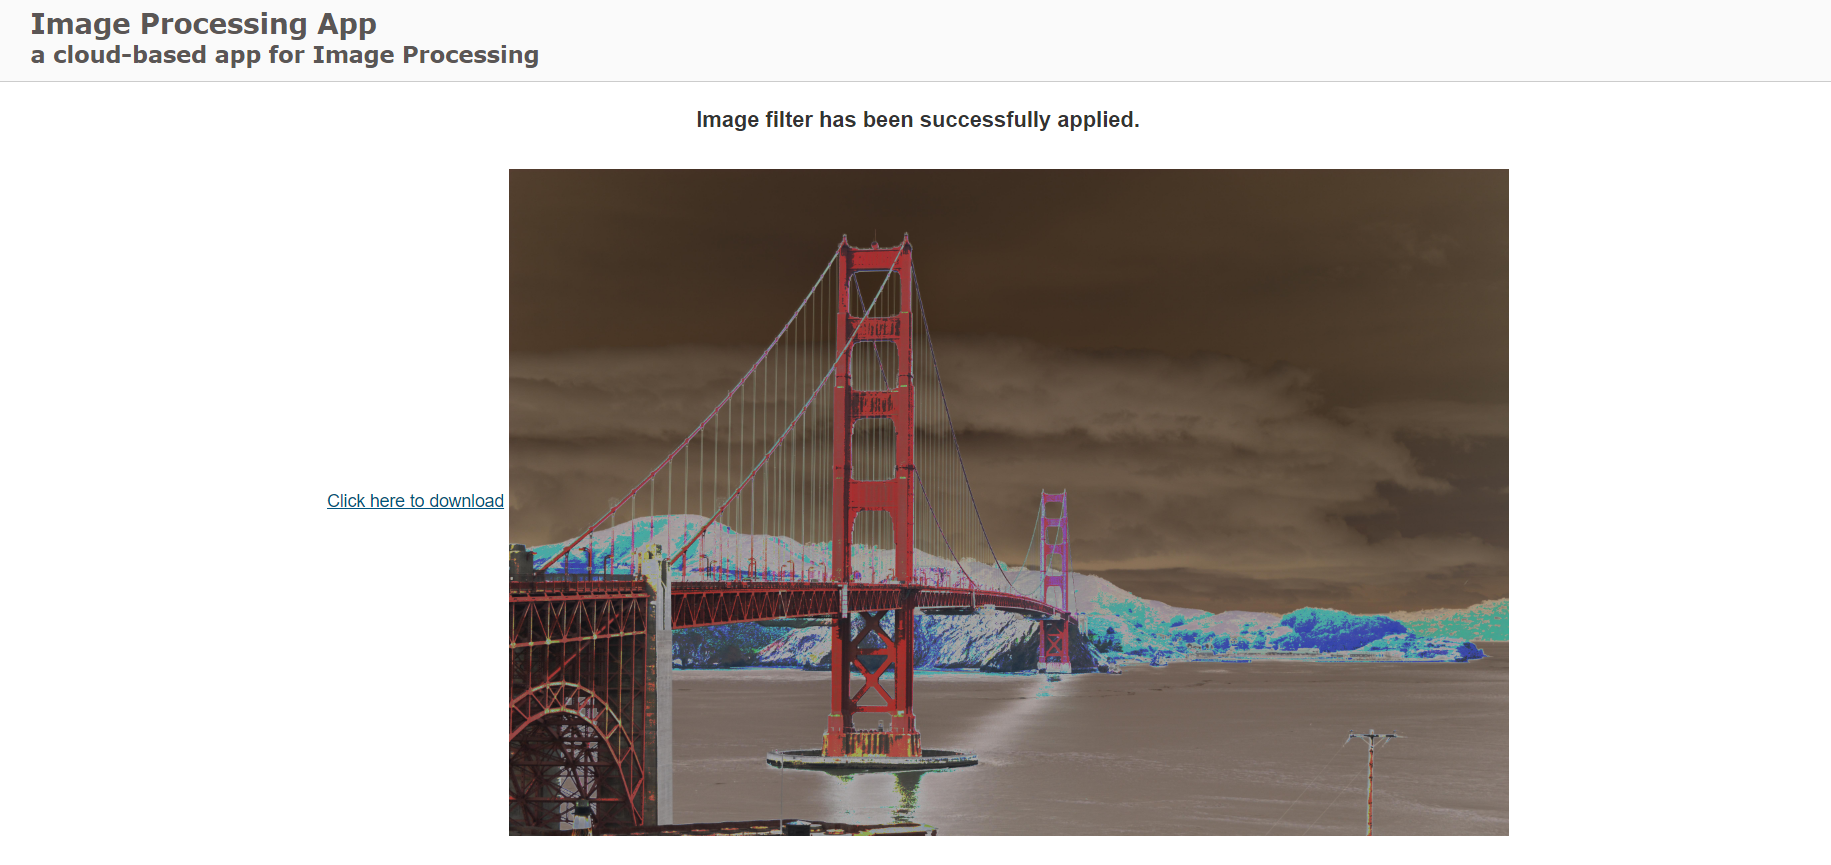 Image Processing App
a cloud-based app for Image Processing
Image filter has been successfully applied.
Click here to download